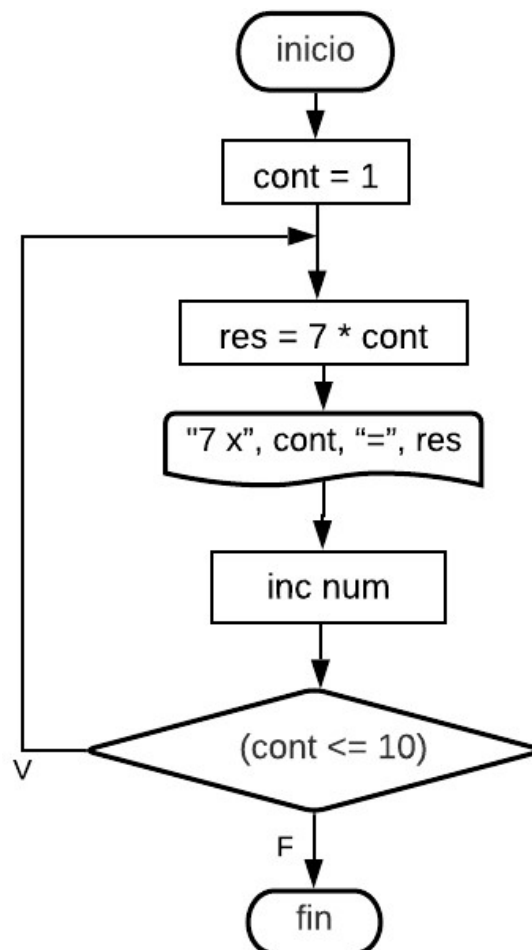 inicio
cont = 1
res = 7 * cont
"7 x”, cont, “=”, res
inc num
(cont <= 10)
V
F
fin